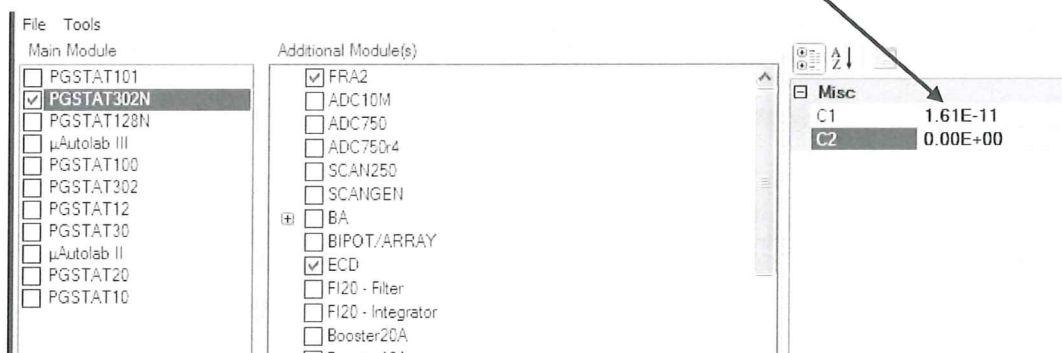 File Tools
Main Module
PGSTAT101
PGSTAT302N
PGSTAT128N
µAutolab III
PGSTAT100
PGSTAT302
PGSTAT12
PGSTAT30
µAutolab II
PGSTAT20
PGSTAT10
Additional Module(s)
FRA2
ADC10M
ADC750
ADC750r4
SCAN250
SCANGEN
BA
BIPOT/ARRAY
ECD
FI20 - Filter
FI20 - Integrator
Booster20A
Misc
C1 1.61E-11
C2 0.00E+00